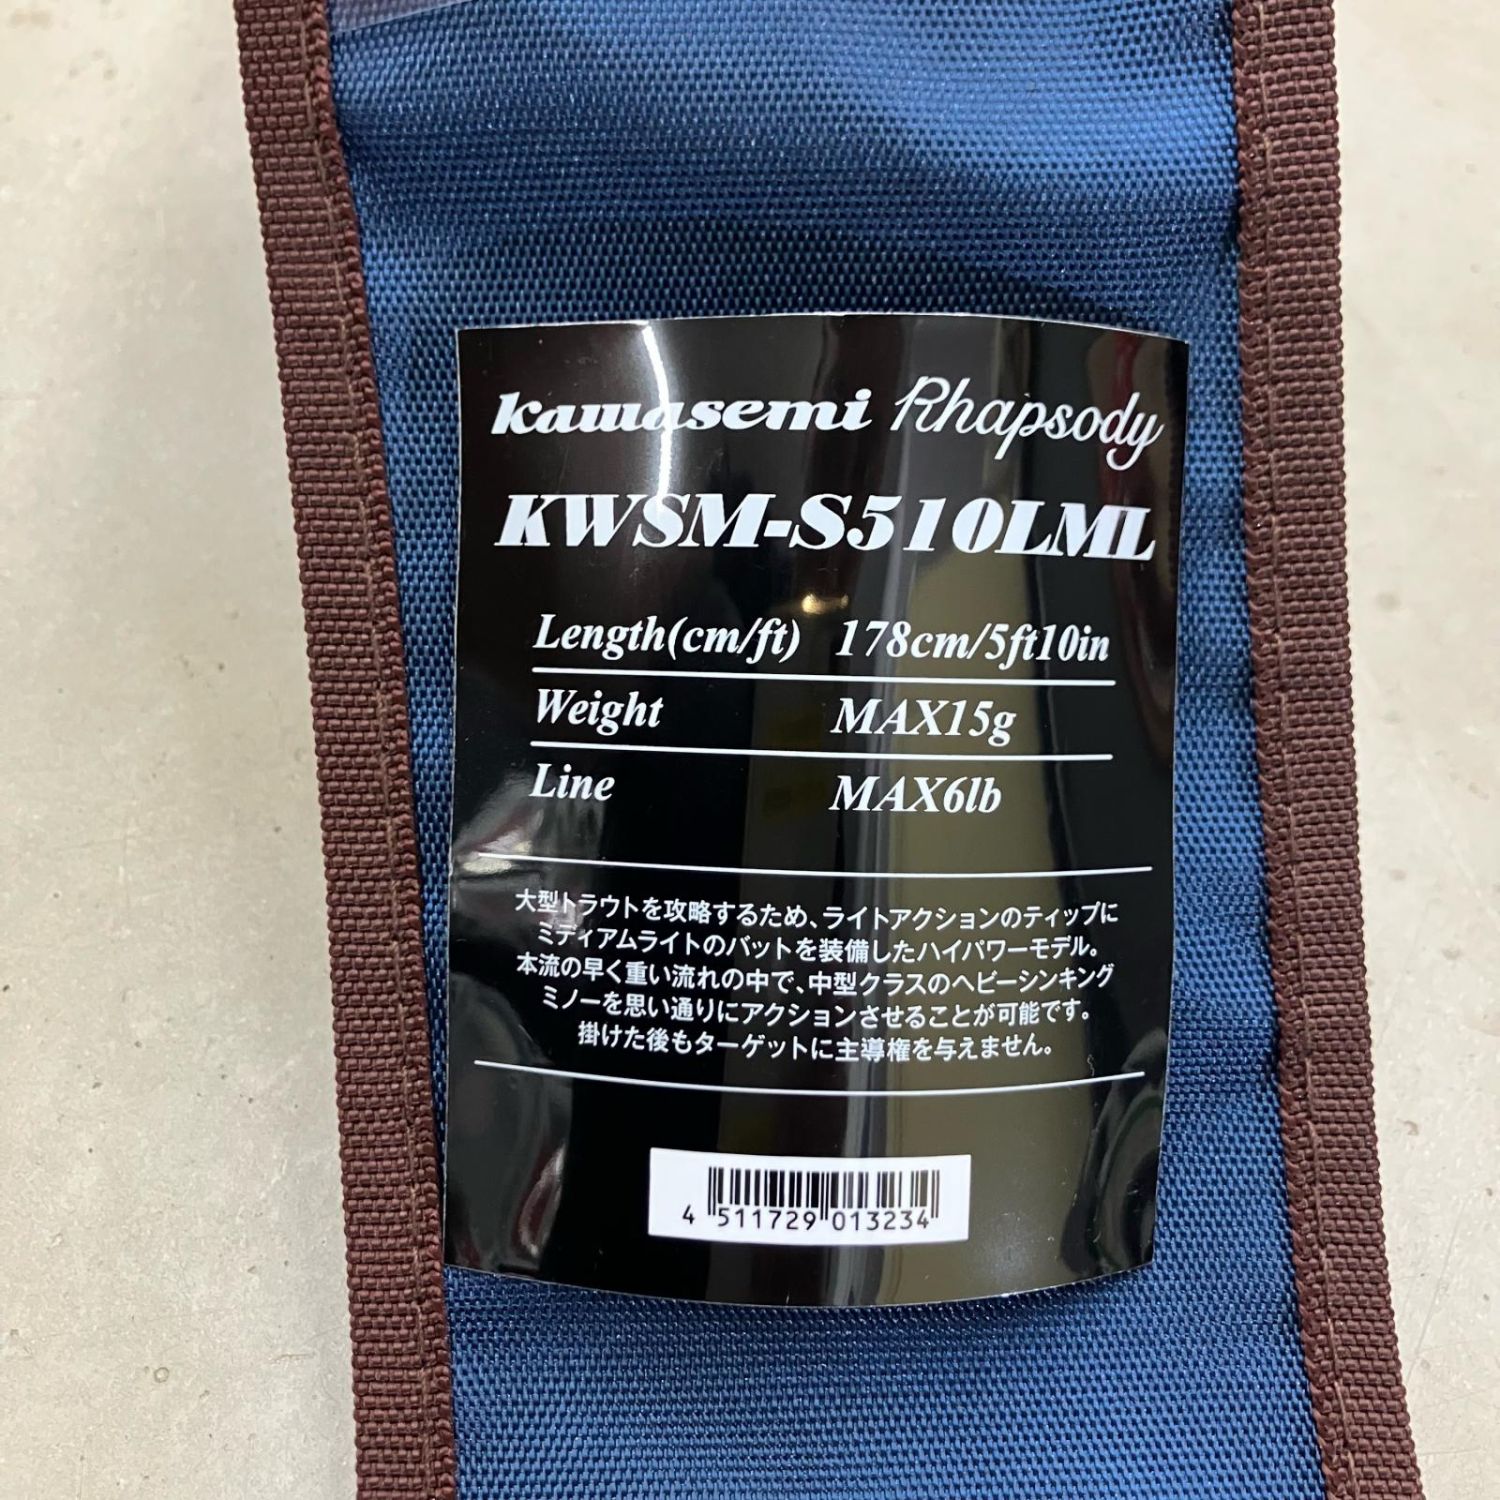 kawasemi Rhapsody
KWSM-S510LML
Length(cm/ft) 178cm/5ft10in
Weight MAX15g
Line MAX6lb
大型トラウトを攻略するため、ライトアクションのティップに
ミディアムライトのバットを装備したハイパワーモデル。
本流の早く重い流れの中で、中型クラスのヘビーシンキング
ミノーを思い通りにアクションさせることが可能です。
掛けた後もターゲットに主導権を与えません。
4 511729 013234